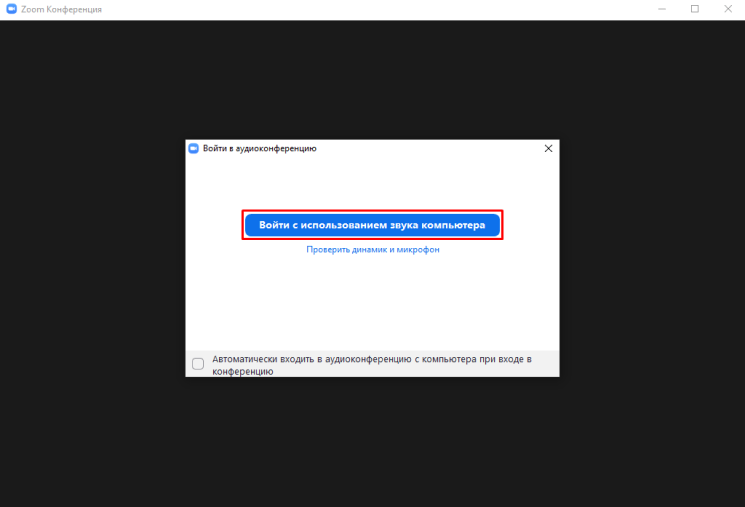 Zoom Конференция
Войти в аудиоконференцию
Войти с использованием звука компьютера
Проверить динамик и микрофон
Автоматически входить в аудиоконференцию с компьютера при входе в
конференцию